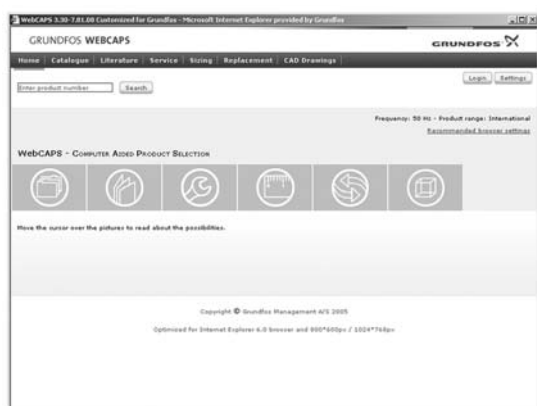 WebCAPS 3.30-7.01.00 Customized for Grundfos - Microsoft Internet Explorer provided by Grundfos
GRUNDFOS WEBCAPS
GRUNDFOS
Home | Catalogue | Literature | Service | Sizing | Replacement | CAD Drawings |
Login Settings
Enter product number Search
Frequency: 50 Hz - Product range: International
Recommended browser settings
WebCAPS - Computer Aided Product Selection
Move the cursor over the pictures to read about the possibilities.
Copyright © Grundfos Management A/S 2005
Optimized for Internet Explorer 6.0 browser and 800*600px / 1024*768px